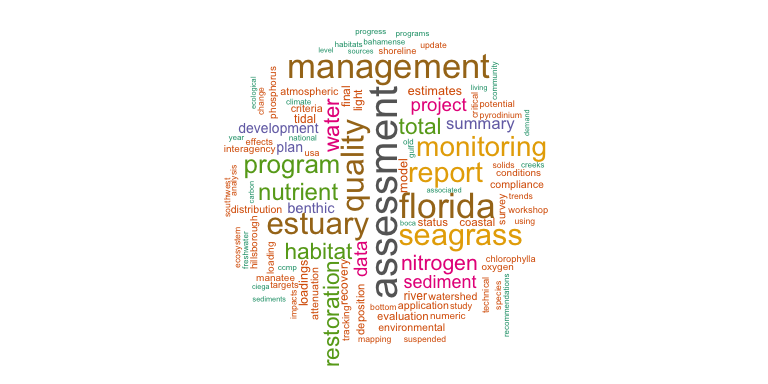 progress
programs
habitats
bahamense
update
level
sources
shoreline
management
ecological
change
phosphorus
atmospheric
climate
criteria
tidal
final
light
estimates
living
community
critical
potential
pyrodinium
project
water
quality
assessment
total
summary
demand
development
national
year
effects
interagency
plan
usa
old
gulf
monitoring
program
model
report
solids
creeks
conditions
compliance
southwest
analysis
carbon
nutrient
associated
florida
survey
trends
workshop
using
distribution
benthic
estuary
boca
status
coastal
seagrass
ecosystem
freshwater
hillsborough
loading
habitat
data
nitrogen
chlorophylla
oxygen
comp
manatee
targets
ciega
sediments
impacts
loadings
attenuation
restoration
recovery
tracking
deposition
sediment
river
watershed
technical
species
recommendations
bottom
application
study
evaluation
numeric
environmental
mapping
suspended